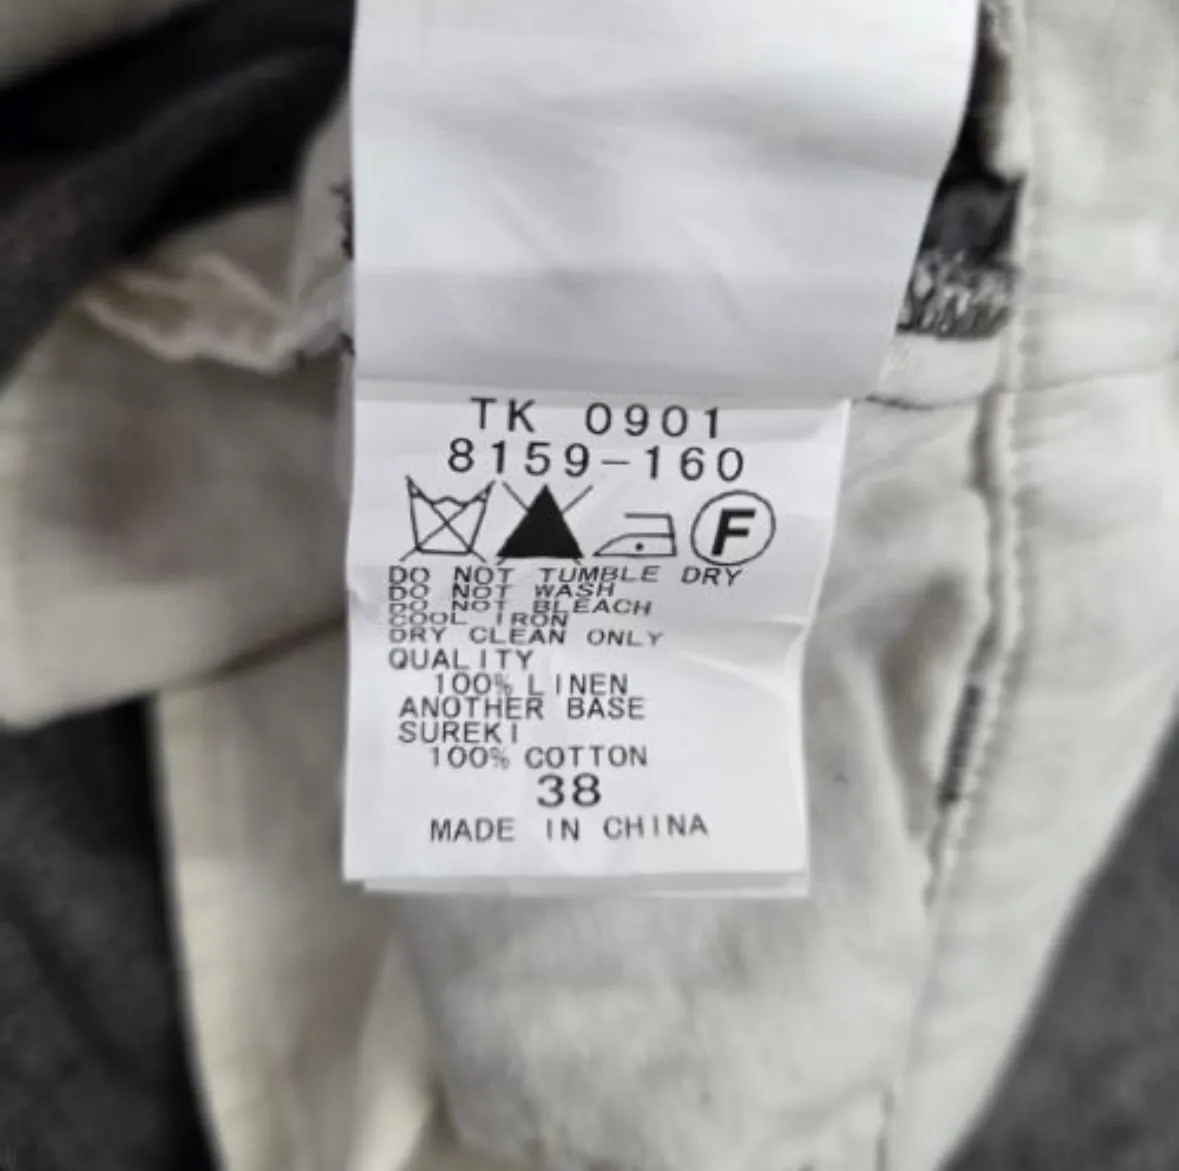 TK 0901
8159-160
F
DO NOT TUMBLE DRY
DO NOT WASH
DO NOT BLEACH
COOL IRON
DRY CLEAN ONLY
QUALITY
100% LINEN
ANOTHER BASE
SUREKI
100% COTTON
38
MADE IN CHINA